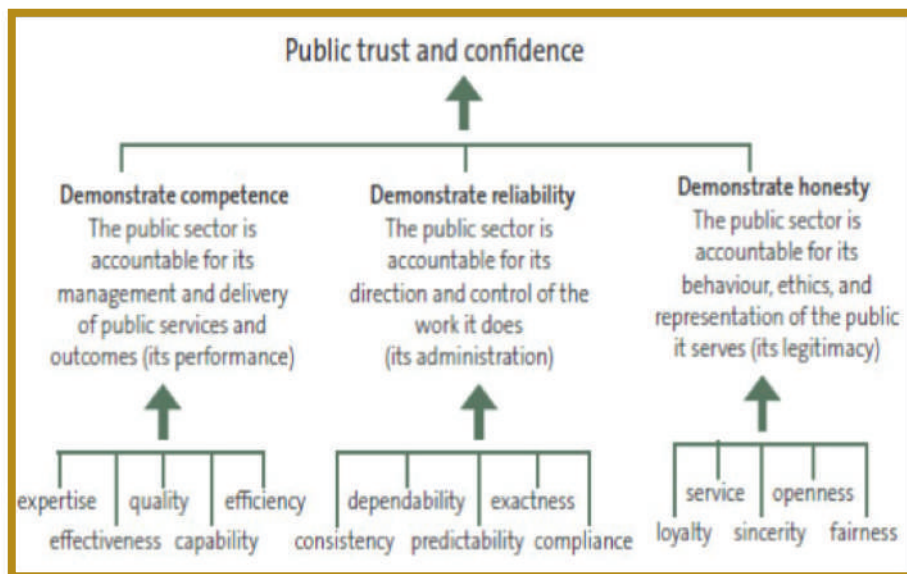 Public trust and confidence
Demonstrate competence
The public sector is
accountable for its
management and delivery
of public services and
outcomes (its performance)
Demonstrate reliability
The public sector is
accountable for its
direction and control of the
work it does
(its administration)
Demonstrate honesty
The public sector is
accountable for its
behaviour, ethics, and
representation of the public
it serves (its legitimacy)
expertise quality efficiency
effectiveness capability
dependability exactness
consistency predictability compliance
service openness
loyalty sincerity fairness